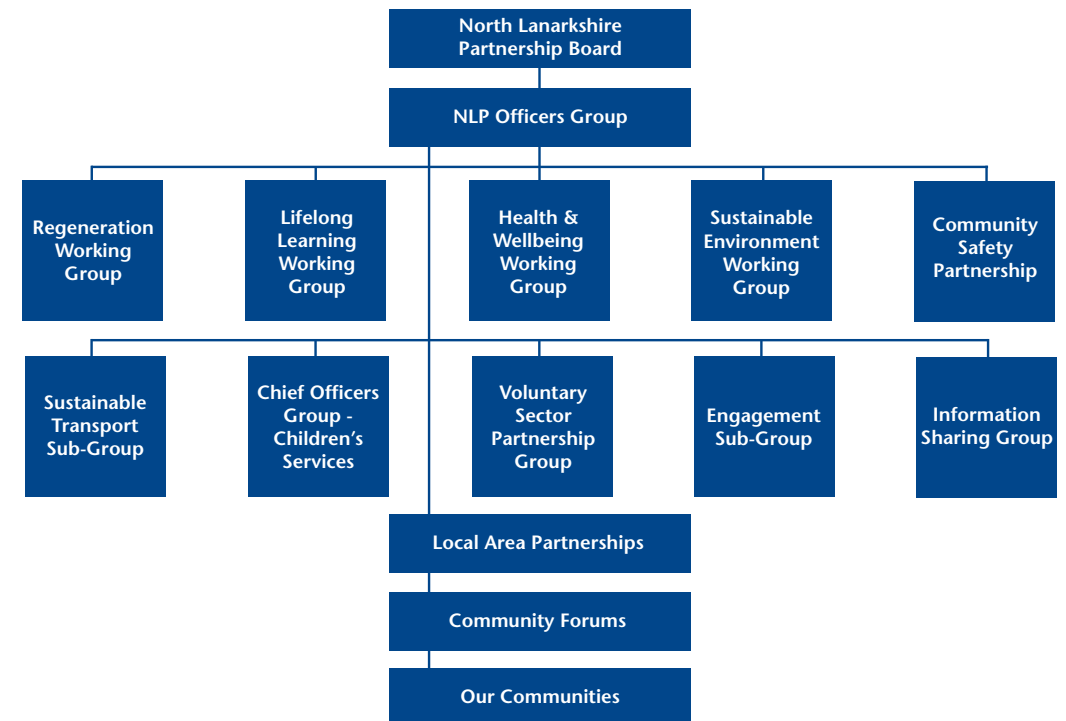 North Lanarkshire
Partnership Board
NLP Officers Group
Regeneration
Working
Group
Lifelong
Learning
Working
Group
Health &
Wellbeing
Working
Group
Sustainable
Environment
Working
Group
Community
Safety
Partnership
Sustainable
Transport
Sub-Group
Chief Officers
Group -
Children’s
Services
Voluntary
Sector
Partnership
Group
Engagement
Sub-Group
Information
Sharing Group
Local Area Partnerships
Community Forums
Our Communities